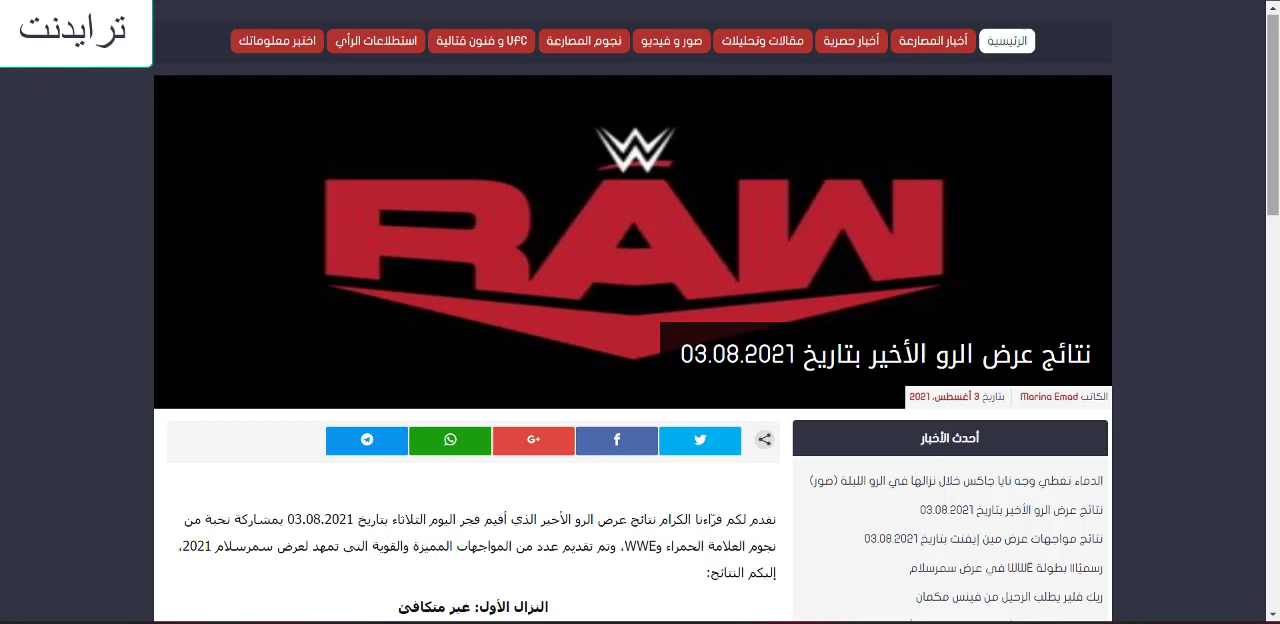 ترايدنت
الرئيسية
أخبار المصارعة
أخبار حصرية
مقالات وتحليلات
صور و فيديو
نجوم المصارعة
UFC و فنون قتالية
استطلاعات الرأي
اختبر معلوماتك
W
RAW
نتائج عرض الرو الأخير بتاريخ 03.08.2021
الكاتب Marina Emad بتاريخ 3 أغسطس، 2021
أحدث الأخبار
الدماء تغطي وجه نايا جاكس خلال نزالها في الرو الليلة (صور)
نتائج عرض الرو الأخير بتاريخ 03.08.2021
نتائج مواجهات عرض مين إيفنت بتاريخ 03.08.2021
رسميًا!! بطولة WWE في عرض سمرسلام
ريك فلير يطلب الرحيل من فينس مكمان
نقدم لكم قرّاءنا الكرام نتائج عرض الرو الأخير الذي أقيم فجر اليوم الثلاثاء بتاريخ 03.08.2021 بمشاركة نخبة من
نجوم العلامة الحمراء وWWE، وتم تقديم عدد من المواجهات المميزة والقوية التي تمهد لعرض سمرسلام 2021،
إليكم النتائج:
النزال الأول: غير متكافئ